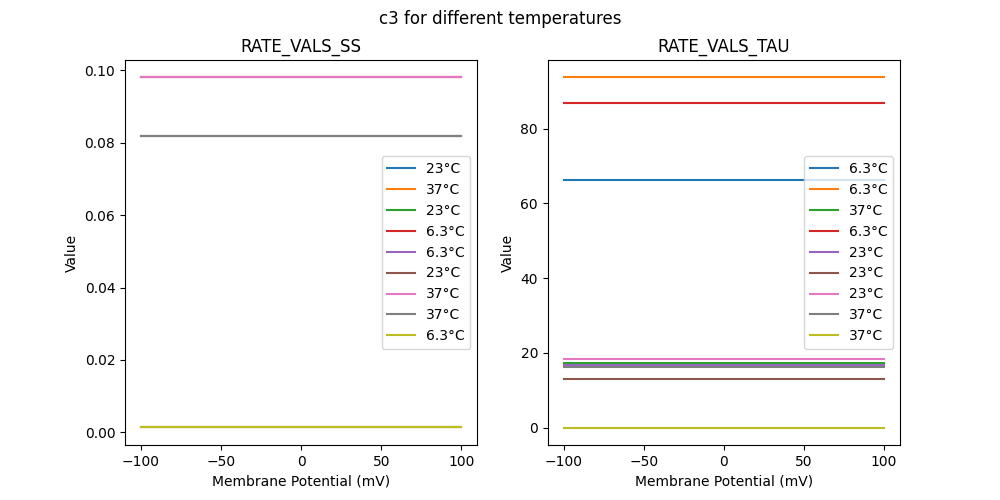 c3 for different temperatures
RATE_VALS_SS
0.10
0.08
0.06
0.04
0.02
0.00
Value
23°C
37°C
23°C
6.3°C
6.3°C
23°C
37°C
37°C
6.3°C
−100
−50
0
50
100
Membrane Potential (mV)
RATE_VALS_TAU
80
60
40
20
0
Value
6.3°C
6.3°C
37°C
6.3°C
23°C
23°C
23°C
37°C
37°C
−100
−50
0
50
100
Membrane Potential (mV)